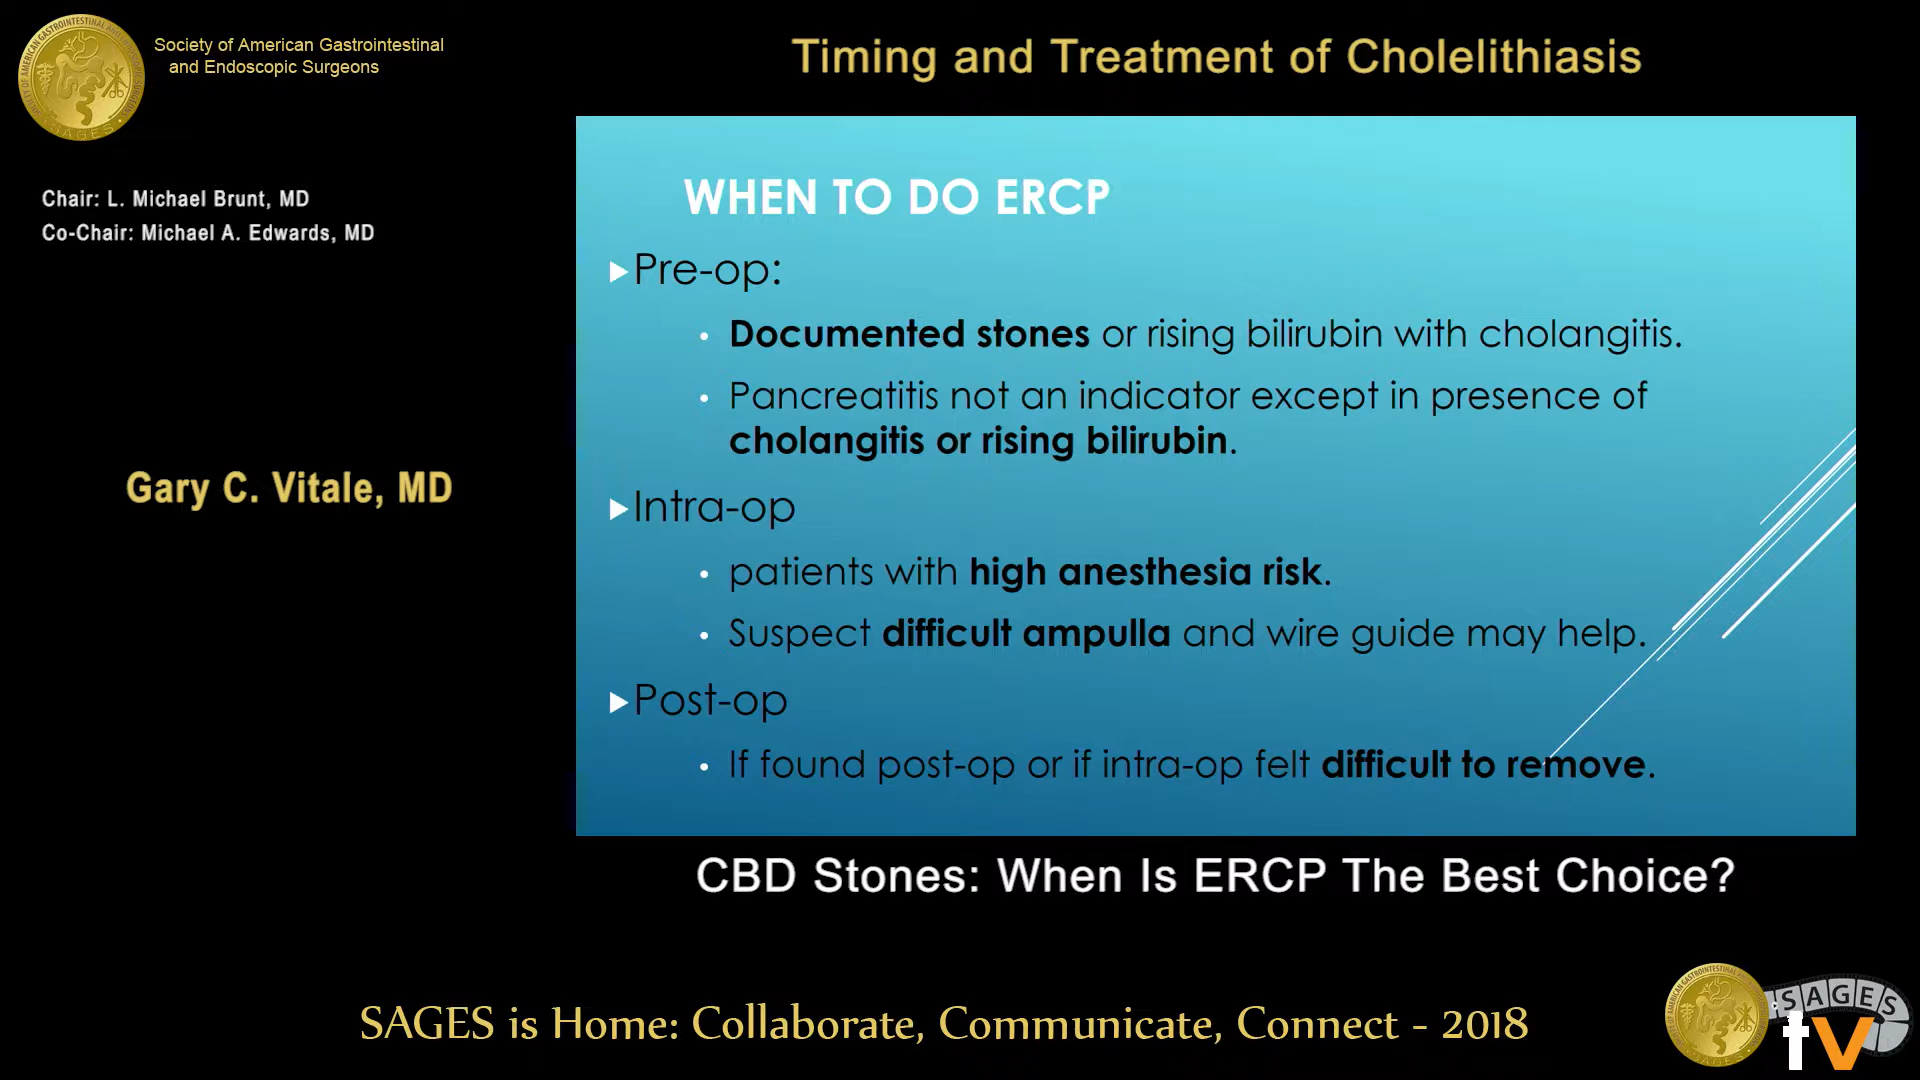 Society of American Gastrointestinal
and Endoscopic Surgeons
Timing and Treatment of Cholelithiasis
Chair: L. Michael Brunt, MD
Co-Chair: Michael A. Edwards, MD
Gary C. Vitale, MD
WHEN TO DO ERCP
Pre-op:
Documented stones or rising bilirubin with cholangitis.
Pancreatitis not an indicator except in presence of
cholangitis or rising bilirubin.
Intra-op
patients with high anesthesia risk.
Suspect difficult ampulla and wire guide may help.
Post-op
If found post-op or if intra-op felt difficult to remove.
CBD Stones: When Is ERCP The Best Choice?
SAGES is Home: Collaborate, Communicate, Connect - 2018
SAGES
SAGES
tv